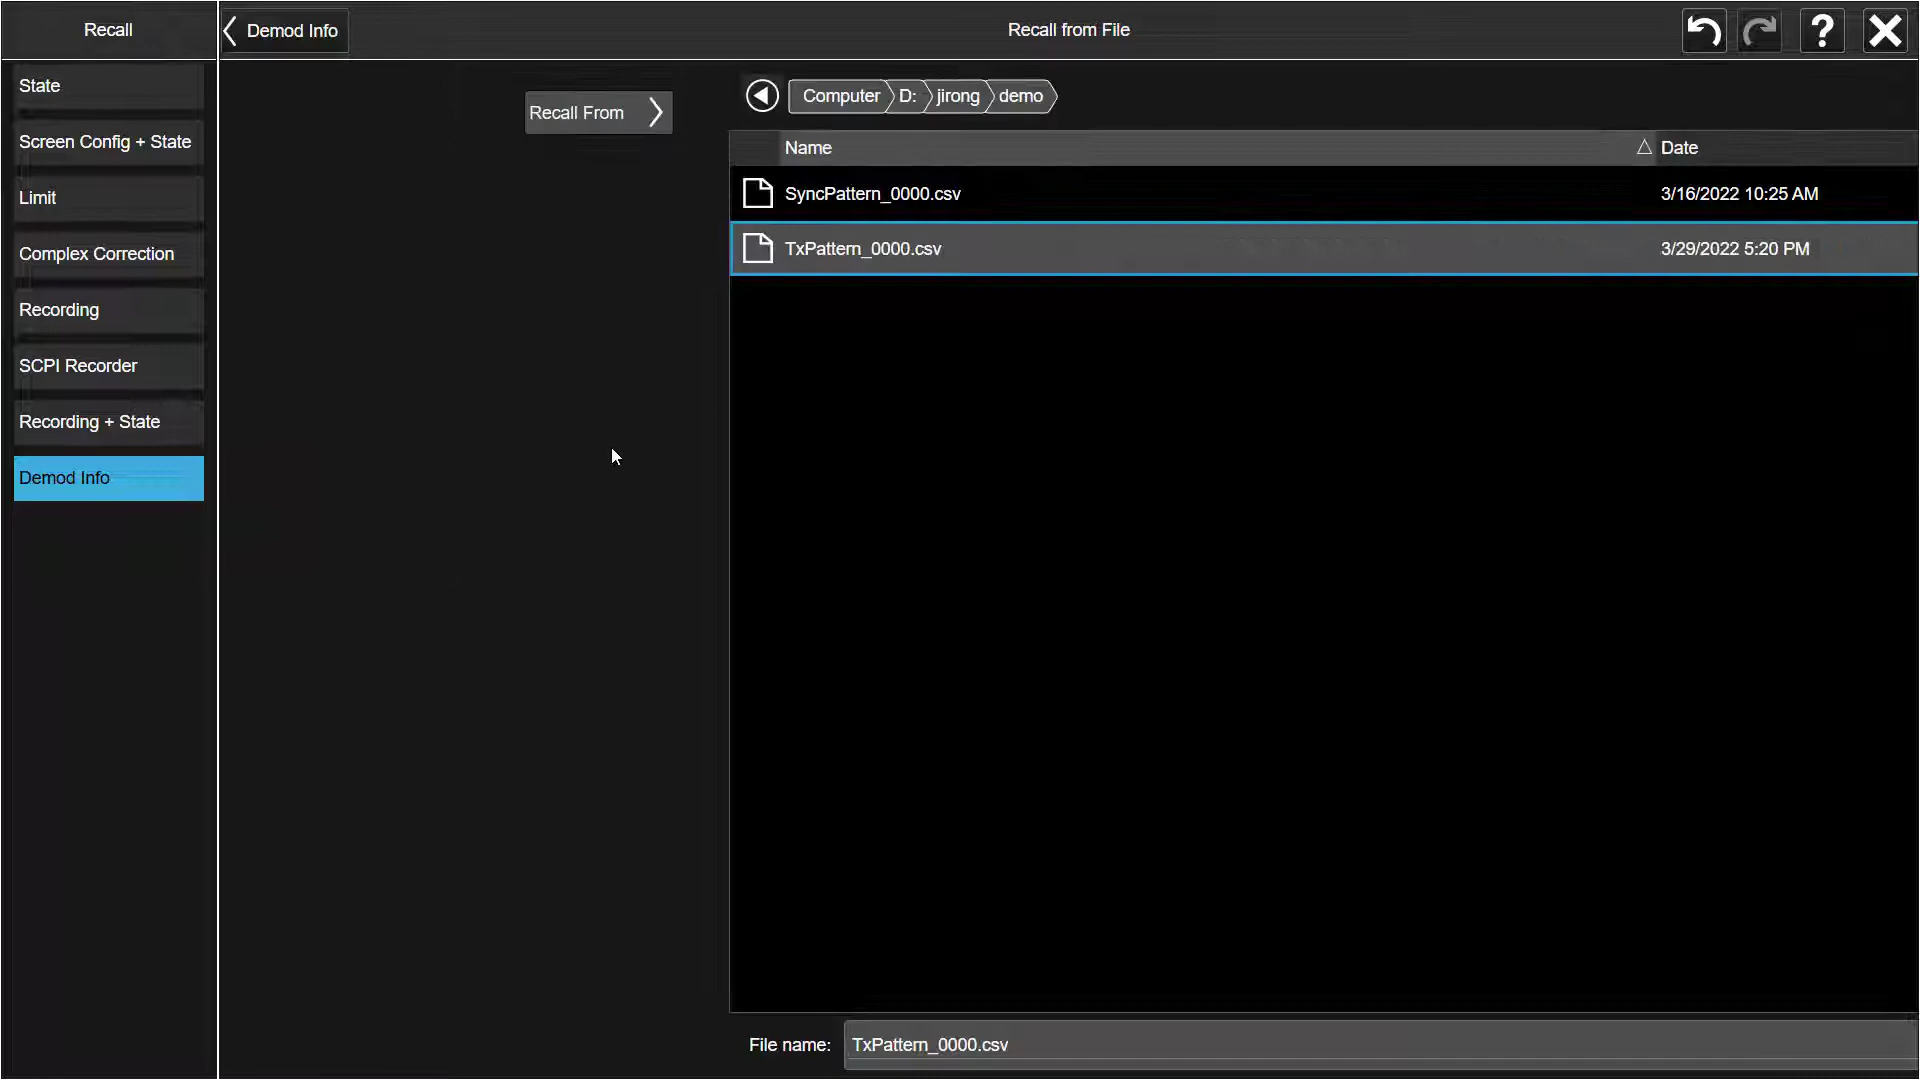 Recall
Demod Info
Recall from File
?
State
Screen Config + State
Limit
Complex Correction
Recording
SCPI Recorder
Recording + State
Demod Info
Recall From
Computer D: jirong demo
Name Date
SyncPattern_0000.csv 3/16/2022 10:25 AM
TxPattern_0000.csv 3/29/2022 5:20 PM
File name: TxPattern_0000.csv